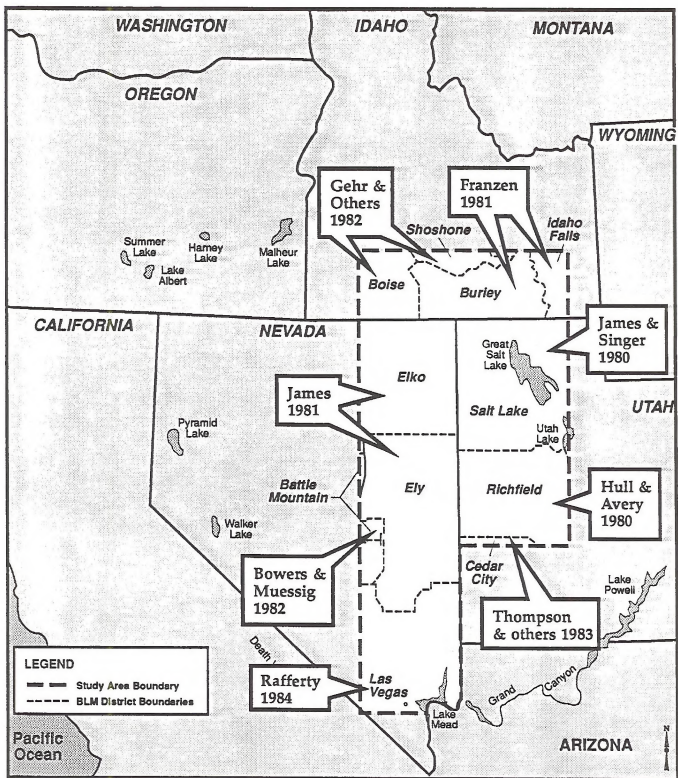 WASHINGTON
IDAHO
MONTANA
OREGON
WYOMING
Gehr &
Others
1982
Franzen
1981
Shoshone
Idaho
Falls
Summer
Lake
Harney
Lake
Malheur
Lake
Lake
Albert
Boise
Burley
CALIFORNIA
NEVADA
James &
Singer
1980
Great
Salt
Lake
Elko
James
1981
Salt Lake
UTAH
Pyramid
Lake
Utah
Lake
Battle
Mountain
Ely
Richfield
Hull &
Avery
1980
Walker
Lake
Bowers &
Muessig
1982
Cedar
City
Lake
Powell
Thompson
& others 1983
Death
LEGEND
Study Area Boundary
BLM District Boundaries
Rafferty
1984
Las
Vegas
Grand
Canyon
Lake
Mead
Pacific
Ocean
ARIZONA
N